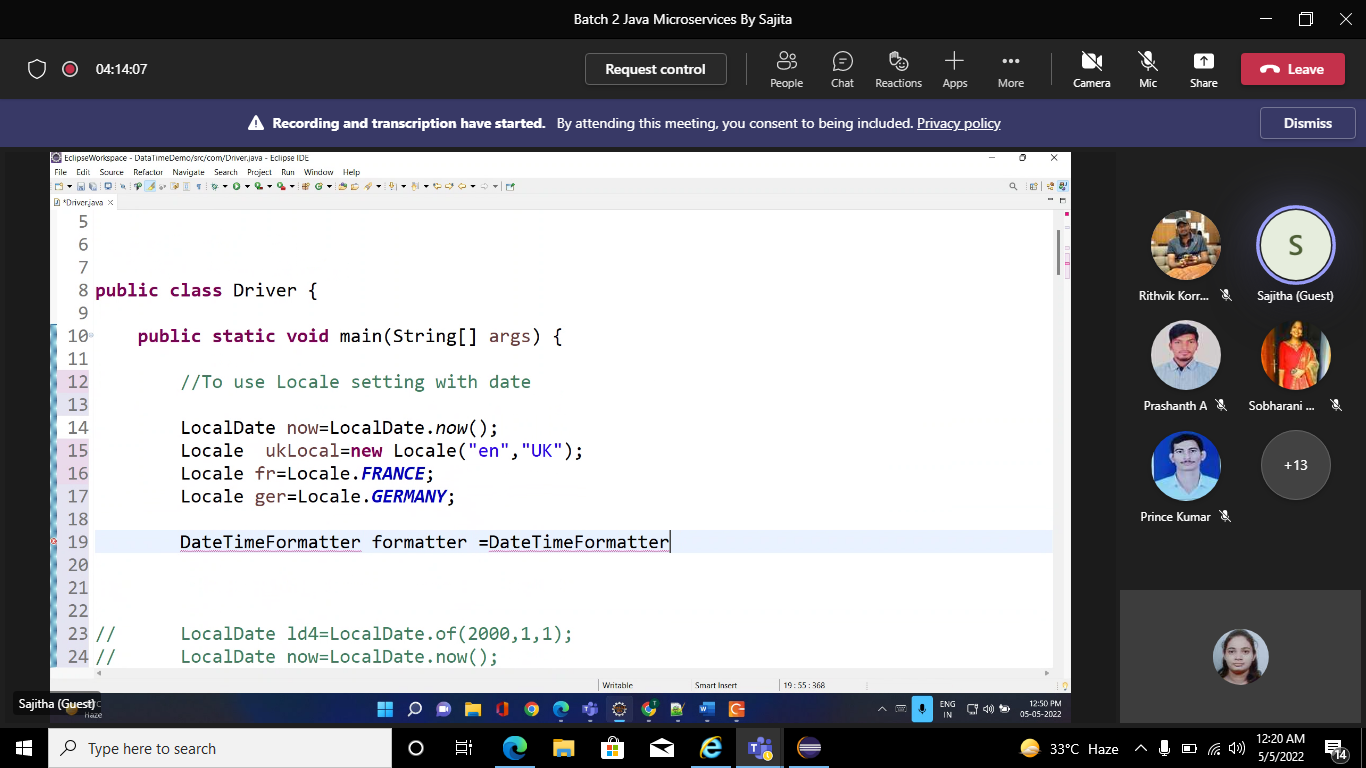 Batch 2 Java Microservices By Sajita
04:14:07
Request control
People
Chat
Reactions
Apps
More
Camera
Mic
Share
Leave
Recording and transcription have started. By attending this meeting, you consent to being included. Privacy policy
Dismiss
EclipseWorkspace - DataTimeDemo/src/com/Driver.java - Eclipse IDE
File Edit Source Refactor Navigate Search Project Run Window Help
*Driver.java
5
6
7
8 public class Driver {
9
10 public static void main(String[] args) {
11
12 //To use Locale setting with date
13
14 LocalDate now=LocalDate.now();
15 Locale ukLocal=new Locale("en","UK");
16 Locale fr=Locale.FRANCE;
17 Locale ger=Locale.GERMANY;
18
19 DateTimeFormatter formatter =DateTimeFormatter
20
21
22
23 // LocalDate ld4=LocalDate.of(2000,1,1);
24 // LocalDate now=LocalDate.now();
Writable
Smart Insert
19 : 55 : 368
Sajitha (Guest)
Haze
ENG
IN
12:50 PM
05-05-2022
Rithvik Korr...
S
Sajitha (Guest)
Prashanth A
Sobharani ...
Prince Kumar
+13
Type here to search
33°C Haze
12:20 AM
5/5/2022
14